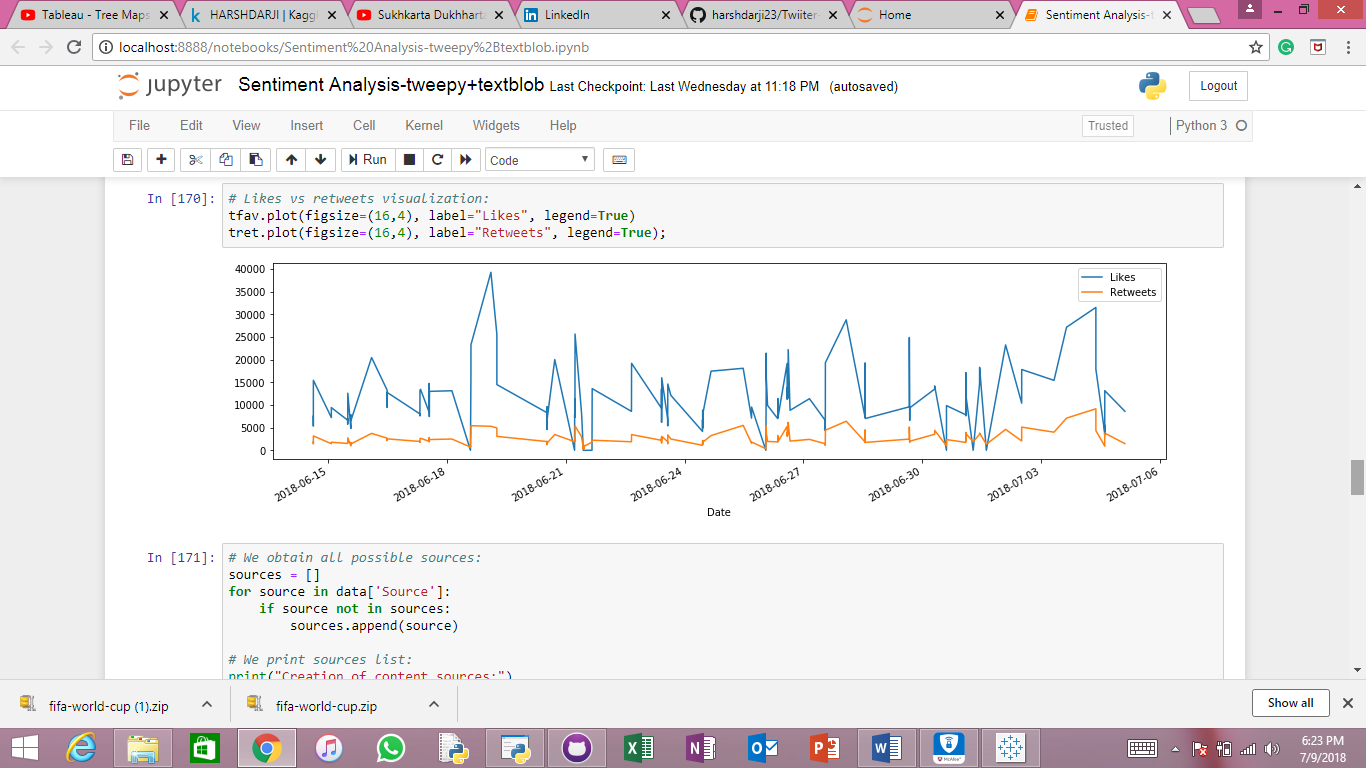 Tableau - Tree Maps
HARSHDARJI | Kaggl
Sukhkarta Dukhharta
LinkedIn
harshdarji23/Twiiter-
Home
Sentiment Analysis-t
localhost:8888/notebooks/Sentiment%20Analysis-tweepy%2Btextblob.ipynb
jupyter Sentiment Analysis-tweepy+textblob Last Checkpoint: Last Wednesday at 11:18 PM (autosaved)
Logout
File Edit View Insert Cell Kernel Widgets Help
Trusted
Python 3
Run
Code
In [170]:
# Likes vs retweets visualization:
tfav.plot(figsize=(16,4), label="Likes", legend=True)
tret.plot(figsize=(16,4), label="Retweets", legend=True);
40000
35000
30000
25000
20000
15000
10000
5000
0
Likes
Retweets
2018-06-15
2018-06-18
2018-06-21
2018-06-24
2018-06-27
2018-06-30
2018-07-03
2018-07-06
Date
In [171]:
# We obtain all possible sources:
sources = []
for source in data['Source']:
if source not in sources:
sources.append(source)
# We print sources list:
print("Creation of content sources:")
fifa-world-cup (1).zip
fifa-world-cup.zip
Show all
6:23 PM
7/9/2018